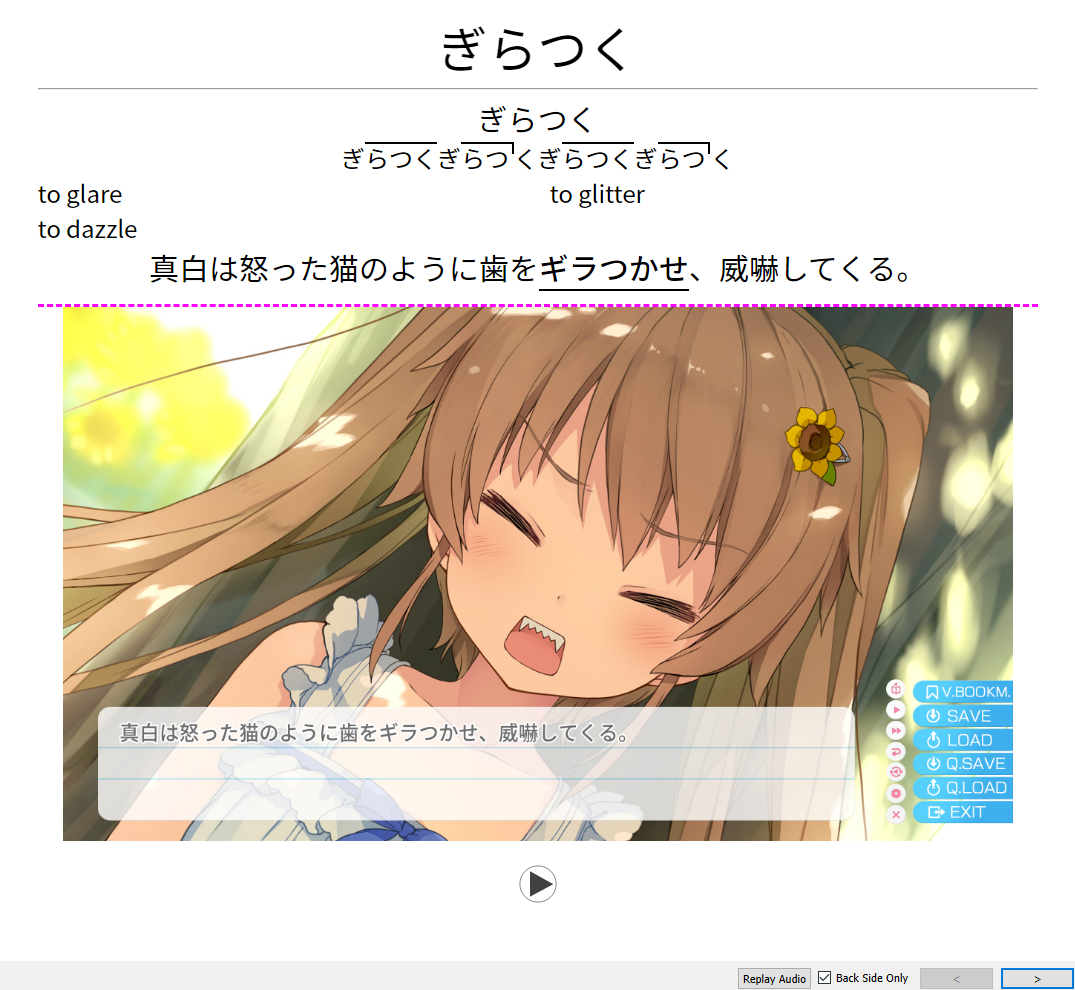 ぎらつく
ぎらつく
ぎらつくぎらつくぎらつくぎらつく
to glare
to glitter
to dazzle
真白は怒った猫のように歯をギラつかせ、威嚇してくる。
真白は怒った猫のように歯をギラつかせ、威嚇してくる。
V.BOOKM.
SAVE
LOAD
Q.SAVE
Q.LOAD
EXIT
Replay Audio
Back Side Only
<
>